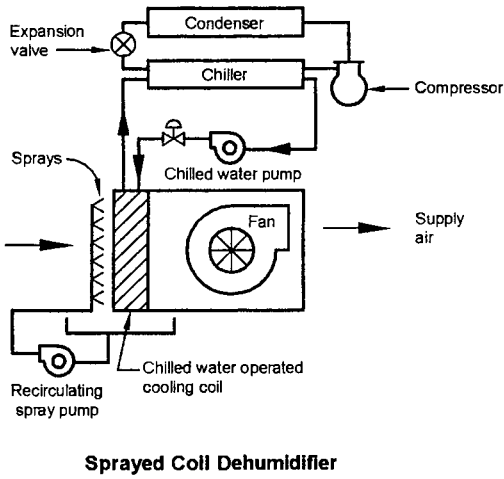 Condenser
Expansion
valve
Chiller
Compressor
Chilled water pump
Sprays
Fan
Supply
air
Chilled water operated
cooling coil
Recirculating
spray pump
Sprayed Coil Dehumidifier